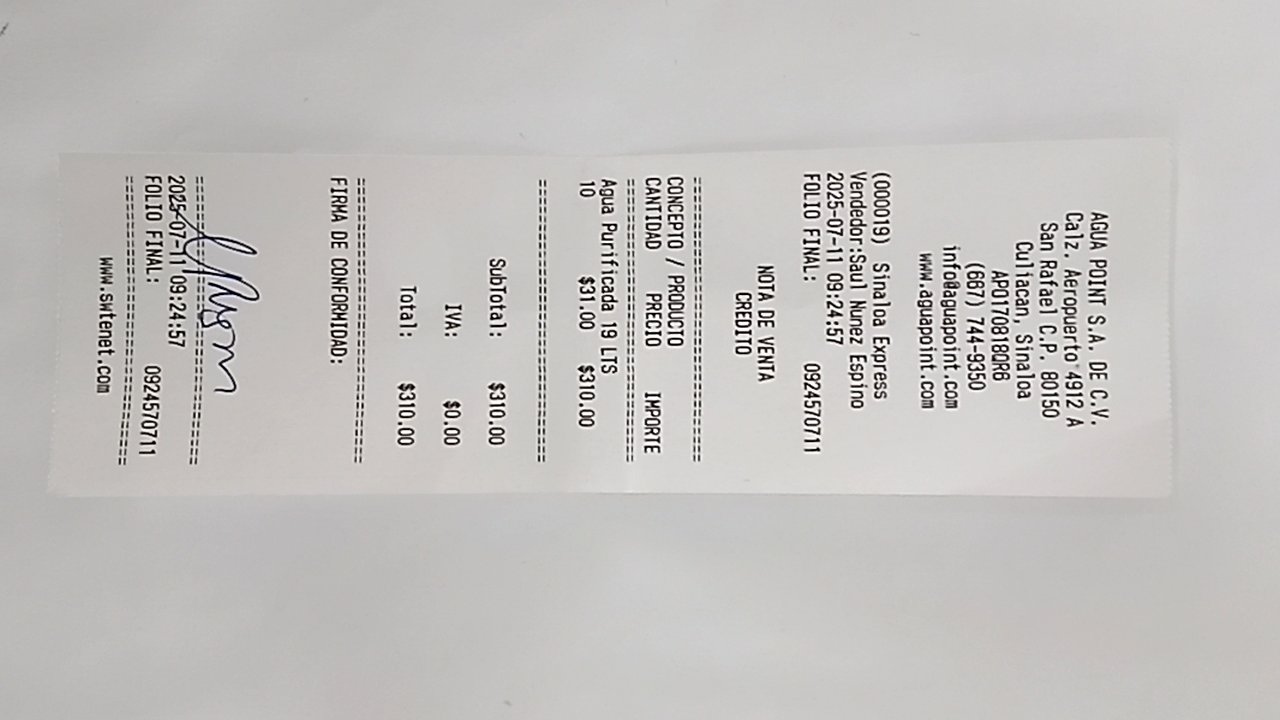 AGUA POINT S.A. DE C.V.
Calz. Aeropuerto 4912 A
San Rafael C.P. 80150
Culiacan, Sinaloa
APO170818QR6
(667) 744-9350
info@aguapoint.com
www.aguapoint.com
(000019) Sinaloa Express
Vendedor:Saul Nunez Espino
2025-07-11 09:24:57
FOLIO FINAL: 0924570711
NOTA DE VENTA
CREDITO
==============================
CONCEPTO / PRODUCTO
CANTIDAD PRECIO IMPORTE
==============================
Agua Purificada 19 LTS
10 $31.00 $310.00
==============================
SubTotal: $310.00
IVA: $0.00
Total: $310.00
==============================
FIRMA DE CONFORMIDAD:
==============================
2025-07-11 09:24:57
FOLIO FINAL: 0924570711
==============================
www.swtenet.com